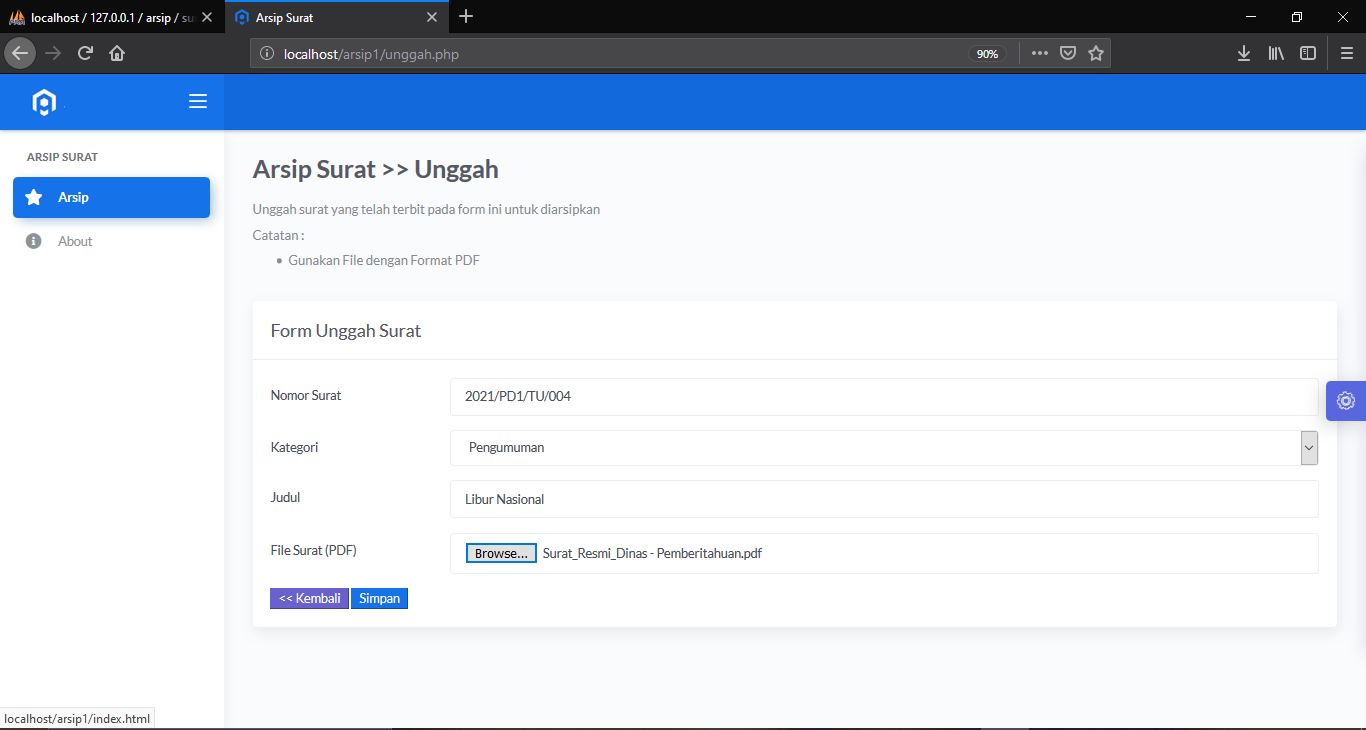 localhost / 127.0.0.1 / arsip / su
Arsip Surat
localhost/arsip1/unggah.php
90%
ARSIP SURAT
Arsip
About
Arsip Surat >> Unggah
Unggah surat yang telah terbit pada form ini untuk diarsipkan
Catatan :
• Gunakan File dengan Format PDF
Form Unggah Surat
Nomor Surat
2021/PD1/TU/004
Kategori
Pengumuman
Judul
Libur Nasional
File Surat (PDF)
Browse... Surat_Resmi_Dinas - Pemberitahuan.pdf
<< Kembali Simpan
localhost/arsip1/index.html